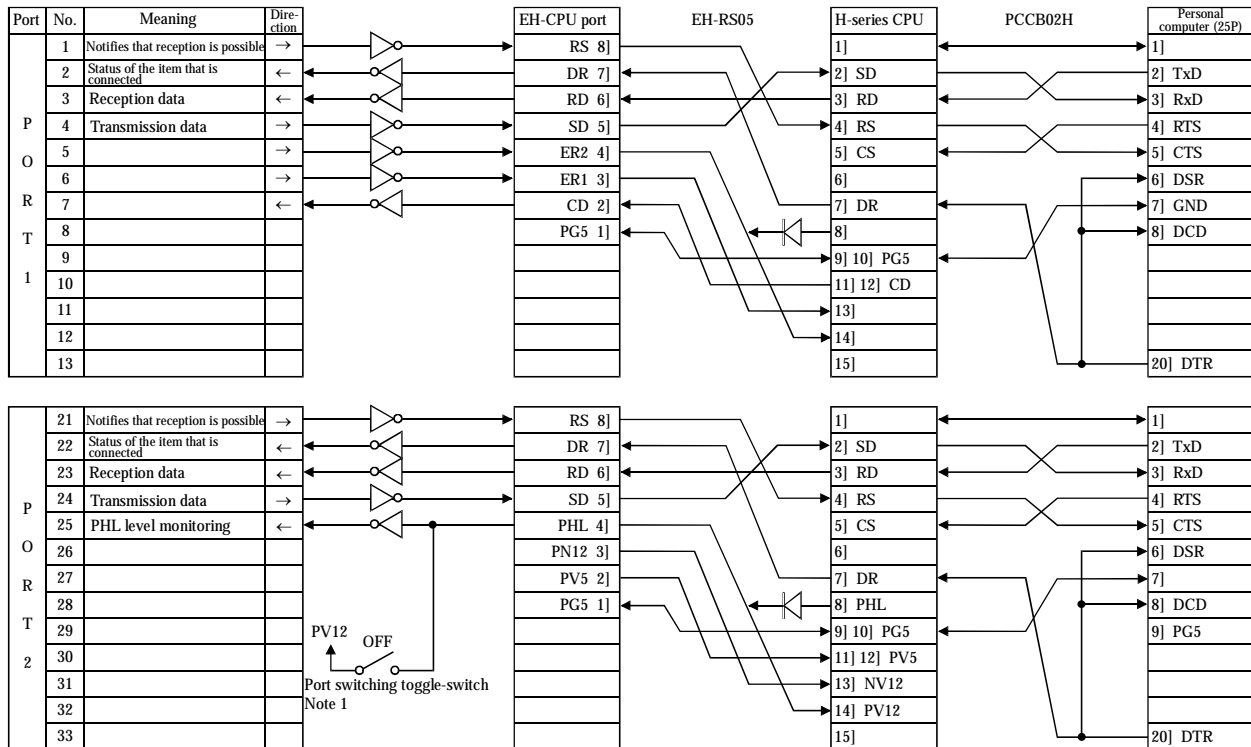 Port No. Meaning Dire-ction EH-CPU port EH-RS05 H-series CPU PCCB02H Personal computer (25P)
PORT 1
1 Notifies that reception is possible → RS 8] 1] 1]
2 Status of the item that is connected ← DR 7] 2] SD 2] TxD
3 Reception data ← RD 6] 3] RD 3] RxD
4 Transmission data → SD 5] 4] RS 4] RTS
5 → ER2 4] 5] CS 5] CTS
6 → ER1 3] 6] 6] DSR
7 ← CD 2] 7] DR 7] GND
8 PG5 1] 8] 8] DCD
9 9] 10] PG5
10 11] 12] CD
11 13]
12 14]
13 15] 20] DTR
PORT 2
21 Notifies that reception is possible → RS 8] 1] 1]
22 Status of the item that is connected ← DR 7] 2] SD 2] TxD
23 Reception data ← RD 6] 3] RD 3] RxD
24 Transmission data → SD 5] 4] RS 4] RTS
25 PHL level monitoring ← PHL 4] 5] CS 5] CTS
26 PN12 3] 6] 6] DSR
27 PV5 2] 7] DR 7]
28 PG5 1] 8] PHL 8] DCD
29 9] 10] PG5 9] PG5
30 11] 12] PV5
31 13] NV12
32 14] PV12
33 15] 20] DTR
PV12 OFF
Port switching toggle-switch
Note 1